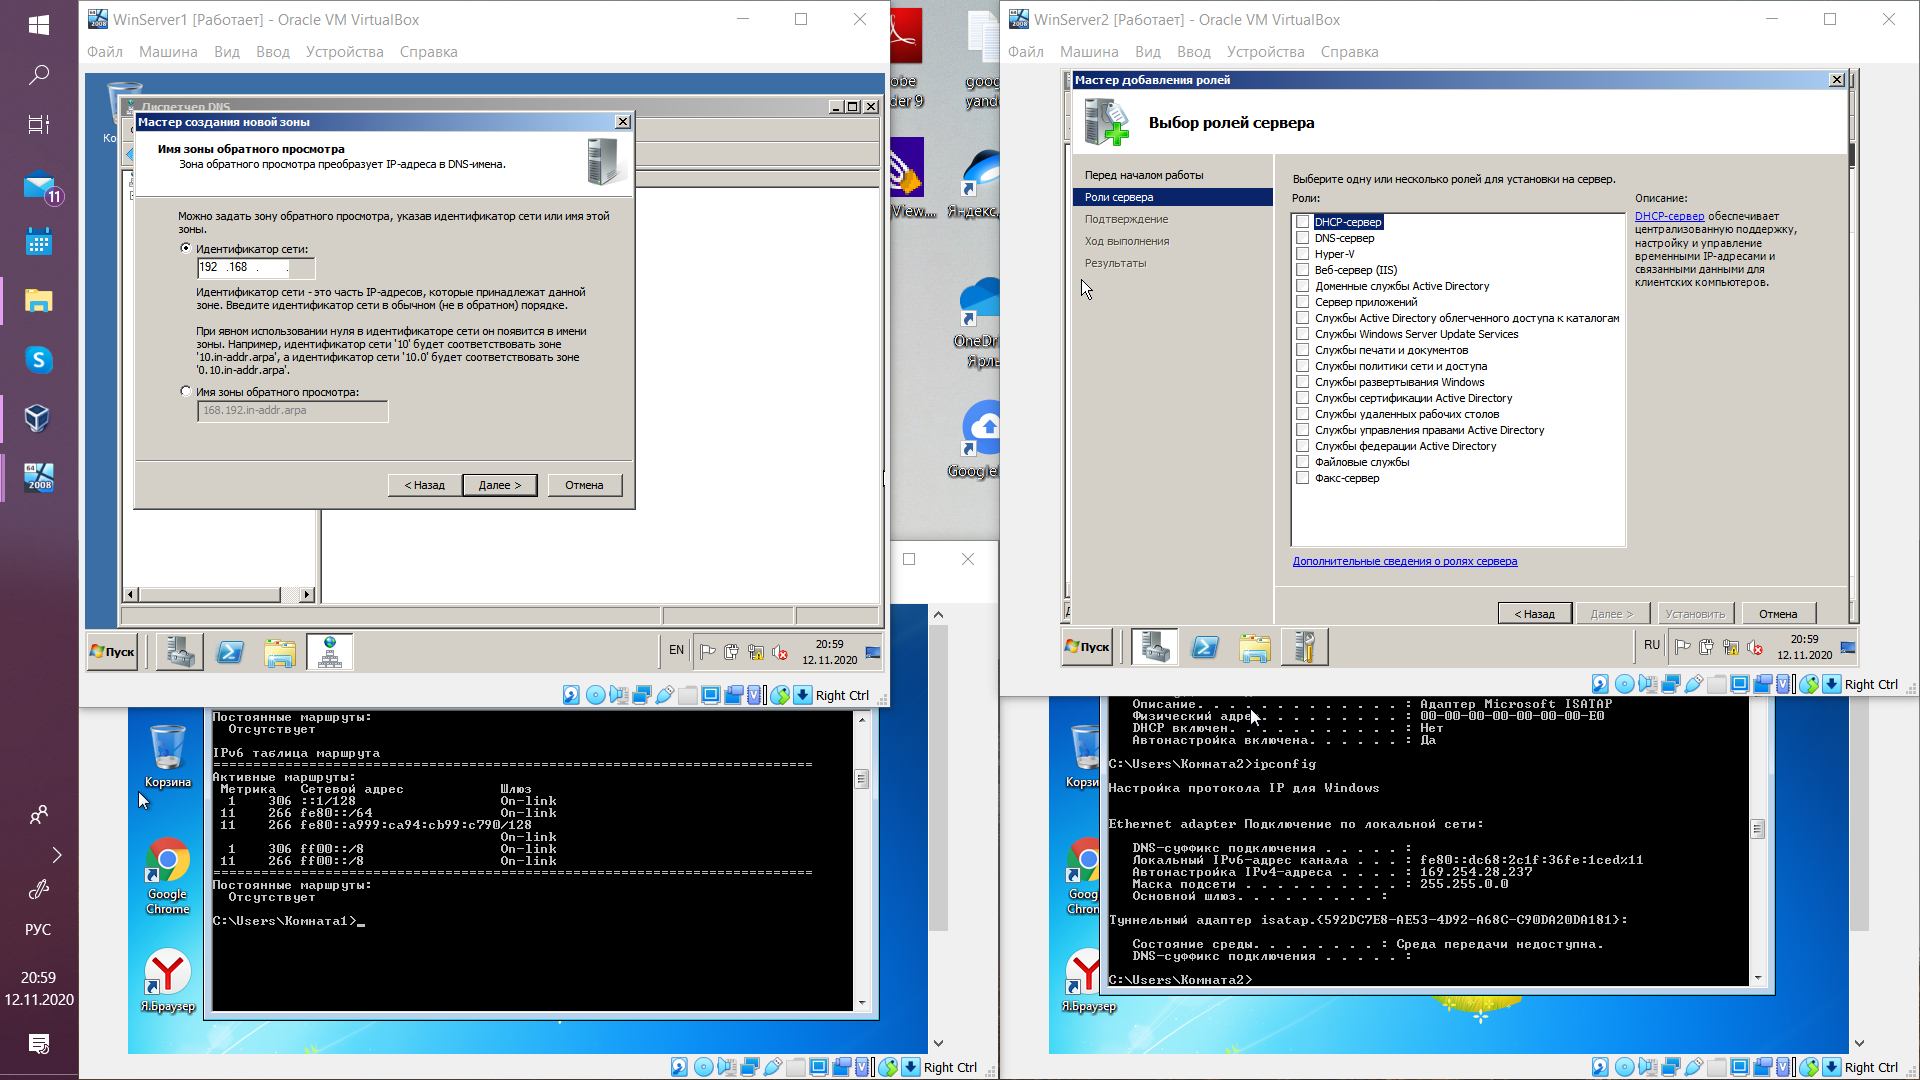 WinServer1 [Работает] - Oracle VM VirtualBox
Файл Машина Вид Ввод Устройства Справка
Диспетчер DNS
Мастер создания новой зоны
Имя зоны обратного просмотра
Зона обратного просмотра преобразует IP-адреса в DNS-имена.
Можно задать зону обратного просмотра, указав идентификатор сети или имя этой
зоны.
Идентификатор сети:
192 .168 . .
Идентификатор сети - это часть IP-адресов, которые принадлежат данной
зоне. Введите идентификатор сети в обычном (не в обратном) порядке.
При явном использовании нуля в идентификаторе сети он появится в имени
зоны. Например, идентификатор сети '10' будет соответствовать зоне
'10.in-addr.arpa', а идентификатор сети '10.0' будет соответствовать зоне
'0.10.in-addr.arpa'.
Имя зоны обратного просмотра:
168.192.in-addr.arpa
< Назад
Далее >
Отмена
Пуск
EN
20:59
12.11.2020
Right Ctrl
goog
yand
der 9
View....
Яндекс,
OneDri
Ярлы
Google
WinServer2 [Работает] - Oracle VM VirtualBox
Файл Машина Вид Ввод Устройства Справка
Мастер добавления ролей
Выбор ролей сервера
Перед началом работы
Роли сервера
Подтверждение
Ход выполнения
Результаты
Выберите одну или несколько ролей для установки на сервер.
Роли:
DHCP-сервер
DNS-сервер
Hyper-V
Веб-сервер (IIS)
Доменные службы Active Directory
Сервер приложений
Службы Active Directory облегченного доступа к каталогам
Службы Windows Server Update Services
Службы печати и документов
Службы политики сети и доступа
Службы развертывания Windows
Службы сертификации Active Directory
Службы удаленных рабочих столов
Службы управления правами Active Directory
Службы федерации Active Directory
Файловые службы
Факс-сервер
Описание:
DHCP-сервер обеспечивает
централизованную поддержку,
настройку и управление
временными IP-адресами и
связанными данными для
клиентских компьютеров.
Дополнительные сведения о ролях сервера
< Назад
Далее >
Установить
Отмена
Пуск
RU
20:59
12.11.2020
Right Ctrl
Корзина
Google
Chrome
Я.Браузер
Постоянные маршруты:
Отсутствует
IPv6 таблица маршрута
===========================================================================
Активные маршруты:
Метрика Сетевой адрес Шлюз
1 306 ::1/128 On-link
11 266 fe80::/64 On-link
11 266 fe80::a999:ca94:cb99:c790/128
On-link
1 306 ff00::/8 On-link
11 266 ff00::/8 On-link
===========================================================================
Постоянные маршруты:
Отсутствует
C:\Users\Комната1>_
Right Ctrl
Корзи
Goog
Chron
Я.Браузер
Описание. . . . . . . . . . . . . : Адаптер Microsoft ISATAP
Физический адре. . . . . . . . . : 00-00-00-00-00-00-00-E0
DHCP включен. . . . . . . . . . . : Нет
Автонастройка включена. . . . . . : Да
C:\Users\Комната2>ipconfig
Настройка протокола IP для Windows
Ethernet adapter Подключение по локальной сети:
DNS-суффикс подключения . . . . . :
Локальный IPv6-адрес канала . . . : fe80::dc68:2c1f:36fe:1ced%11
Автонастройка IPv4-адреса . . . . : 169.254.28.237
Маска подсети . . . . . . . . . . : 255.255.0.0
Основной шлюз. . . . . . . . . :
Туннельный адаптер isatap.{592DC7E8-AE53-4D92-A68C-C90DA20DA181}:
Состояние среды. . . . . . . . : Среда передачи недоступна.
DNS-суффикс подключения . . . . . :
C:\Users\Комната2>
Right Ctrl
11
64
2008
РУС
20:59
12.11.2020